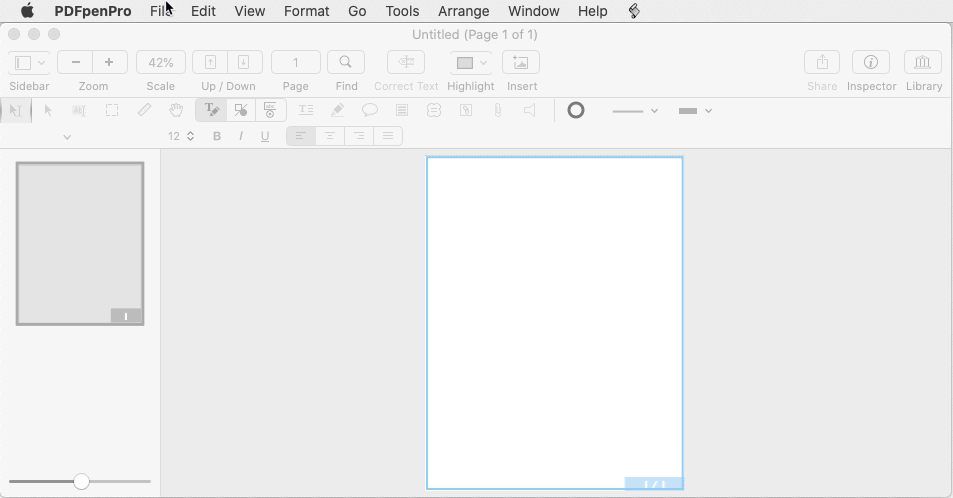 PDFpenPro File Edit View Format Go Tools Arrange Window Help
Untitled (Page 1 of 1)
42% 1
Sidebar Zoom Scale Up / Down Page Find Correct Text Highlight Insert Share Inspector Library
12 B I U
1
1/1